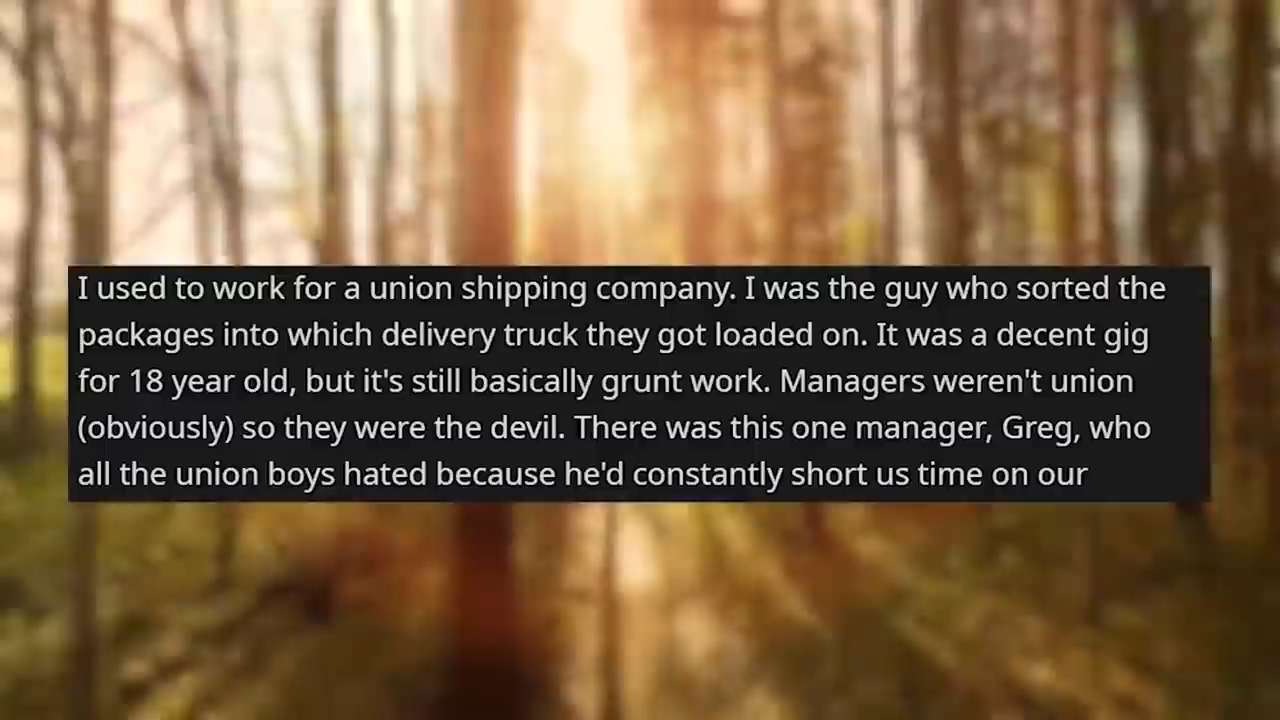 I used to work for a union shipping company. I was the guy who sorted the
packages into which delivery truck they got loaded on. It was a decent gig
for 18 year old, but it's still basically grunt work. Managers weren't union
(obviously) so they were the devil. There was this one manager, Greg, who
all the union boys hated because he'd constantly short us time on our